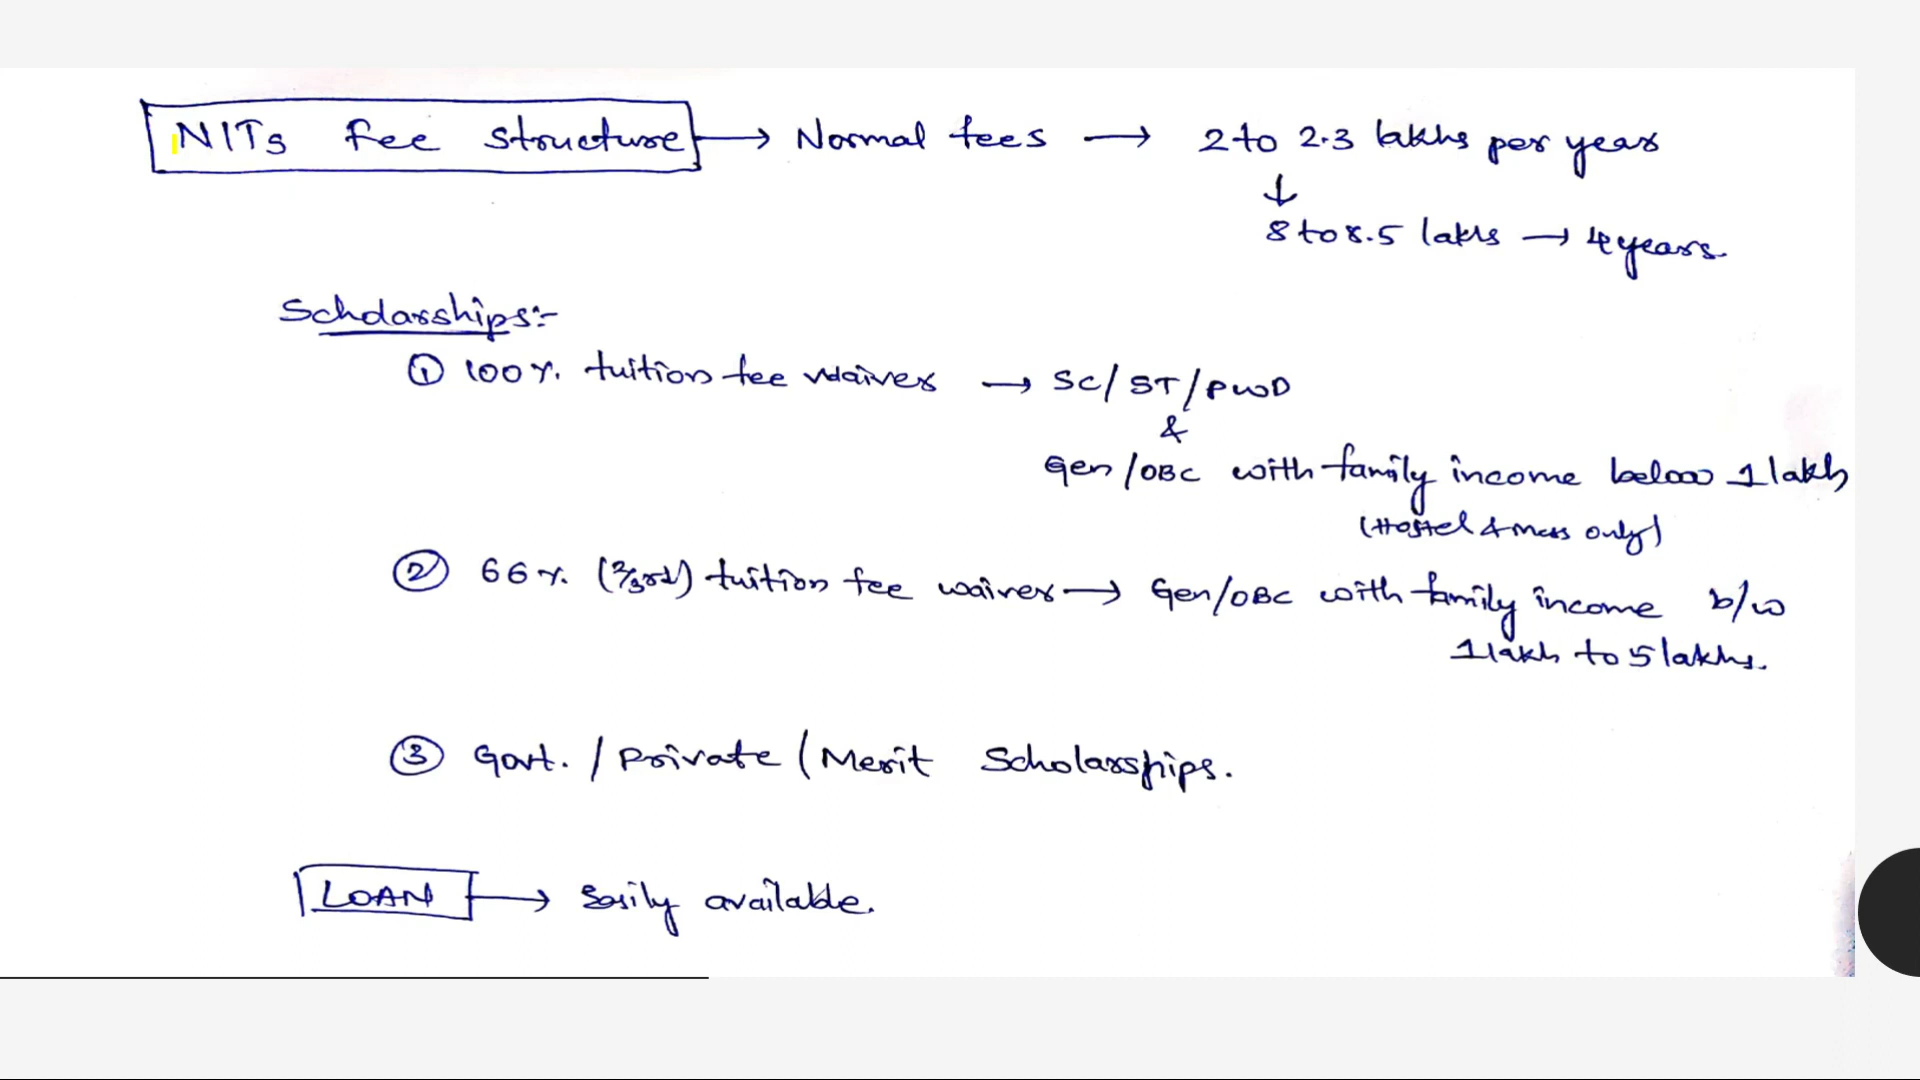 NITs Fee Structure → Normal fees → 2 to 2.3 lakhs per year
↓
8 to 8.5 lakhs → 4 years
Scholarships:-
① 100%. tuition fee waiver → SC/ST/PWD
&
Gen/OBC with family income below 1 lakh
(Hostel & mess only)
② 66%. (2/3rd) tuition fee waiver → Gen/OBC with family income b/w
1 lakh to 5 lakhs.
③ Govt. / Private / Merit Scholarships.
LOAN → Easily available.